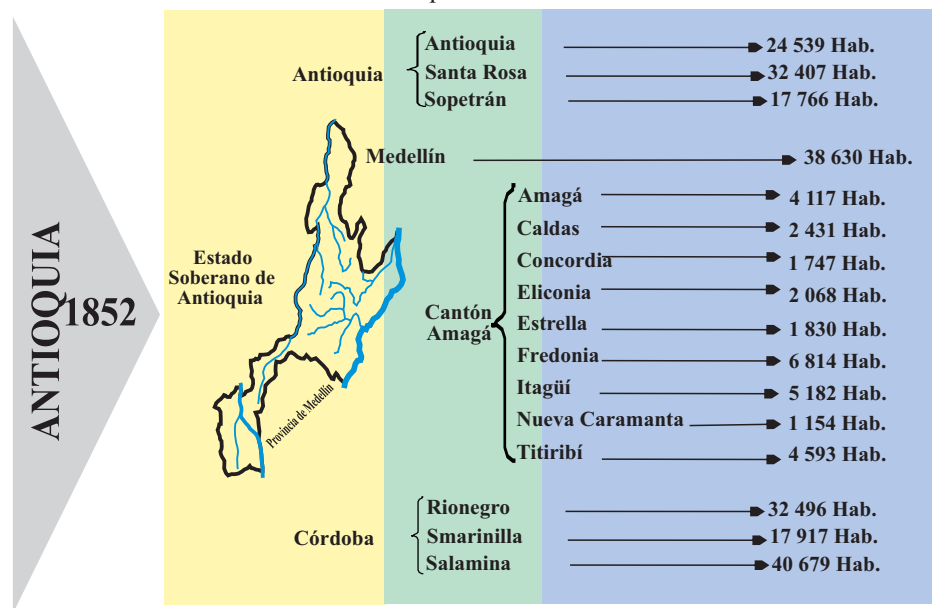 ANTIOQUIA
1852
Estado
Soberano de
Antioquia
Provincia de Medellín
Antioquia
Antioquia 24 539 Hab.
Santa Rosa 32 407 Hab.
Sopetrán 17 766 Hab.
Medellín 38 630 Hab.
Cantón
Amagá
Amagá 4 117 Hab.
Caldas 2 431 Hab.
Concordia 1 747 Hab.
Eliconia 2 068 Hab.
Estrella 1 830 Hab.
Fredonia 6 814 Hab.
Itagüí 5 182 Hab.
Nueva Caramanta 1 154 Hab.
Titiribí 4 593 Hab.
Córdoba
Rionegro 32 496 Hab.
Smarinilla 17 917 Hab.
Salamina 40 679 Hab.